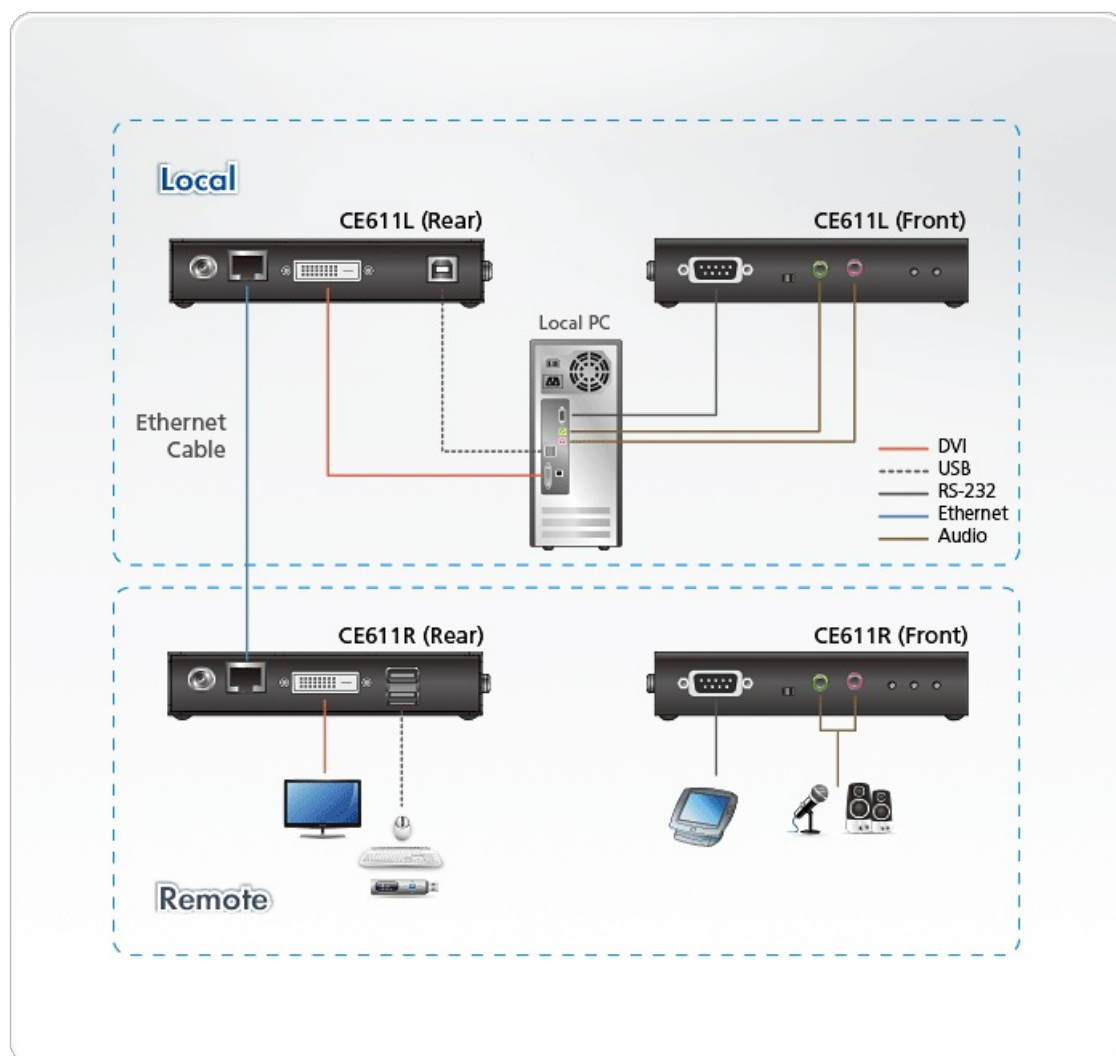 Local
CE611L (Rear)
CE611L (Front)
Local PC
Ethernet
Cable
DVI
USB
RS-232
Ethernet
Audio
CE611R (Rear)
CE611R (Front)
Remote